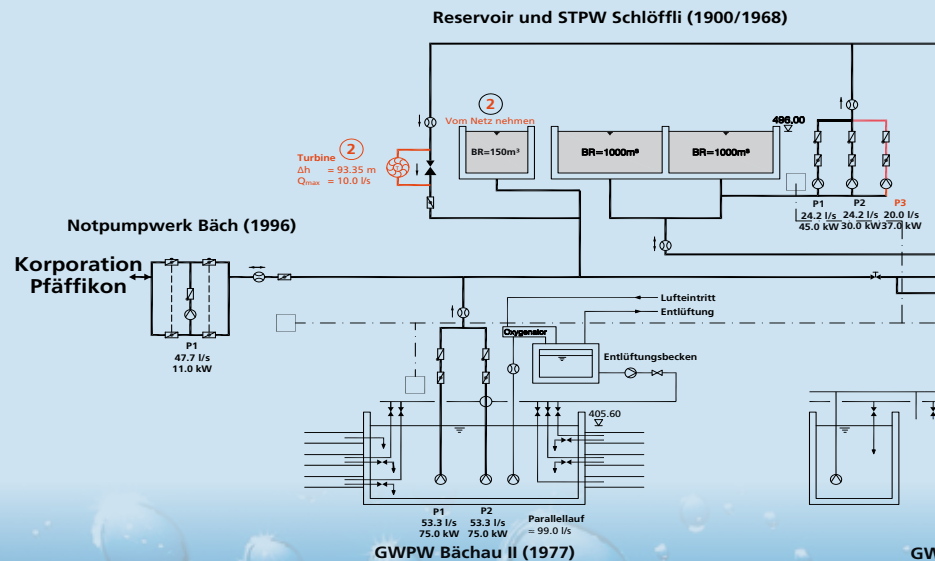 Reservoir und STPW Schlöffli (1900/1968)
2
Vom Netz nehmen
BR=150m³
BR=1000m³
BR=1000m³
496.00
Turbine
2
Δh = 93.35 m
Qmax = 10.0 l/s
T
P1
24.2 l/s
45.0 kW
P2
24.2 l/s
30.0 kW
P3
20.0 l/s
37.0 kW
Notpumpwerk Bäch (1996)
Korporation
Pfäffikon
P1
47.7 l/s
11.0 kW
Lufteintritt
Entlüftung
Oxygenator
Entlüftungsbecken
405.60
P1
53.3 l/s
75.0 kW
P2
53.3 l/s
75.0 kW
Parallellauf
= 99.0 l/s
GWPW Bächau II (1977)
GW